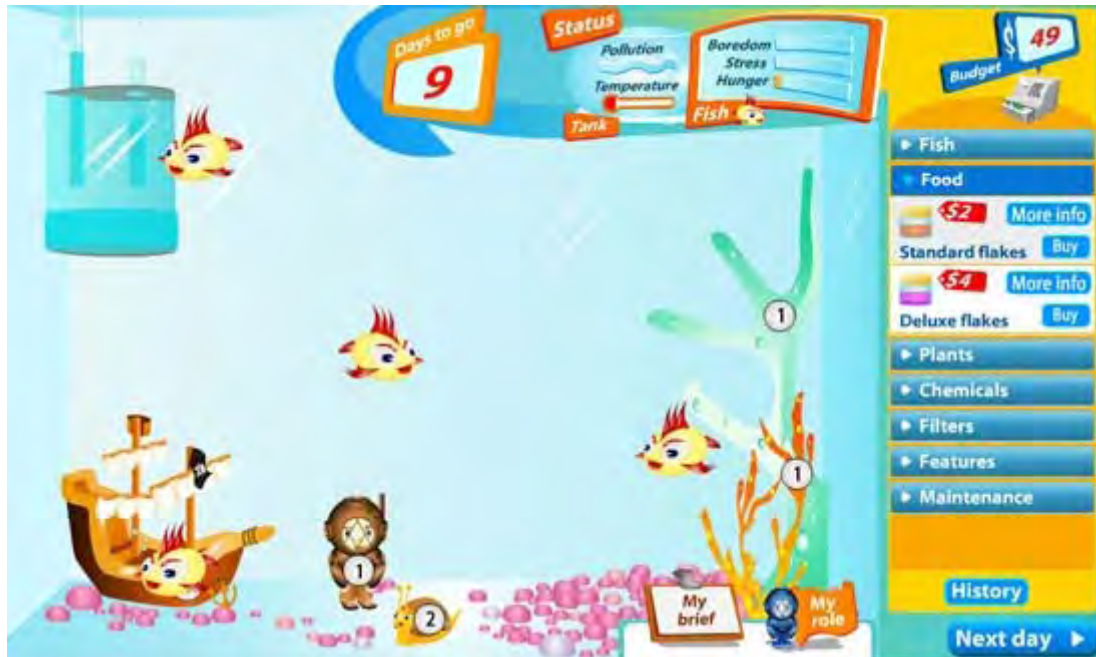 Days to go
9
Status
Pollution
Temperature
Tank
Boredom
Stress
Hunger
Fish
$ 49
Budget
Fish
Food
$2
More info
Standard flakes
Buy
$4
More info
Deluxe flakes
Buy
Plants
Chemicals
Filters
Features
Maintenance
1
1
1
2
My
brief
My
role
History
Next day